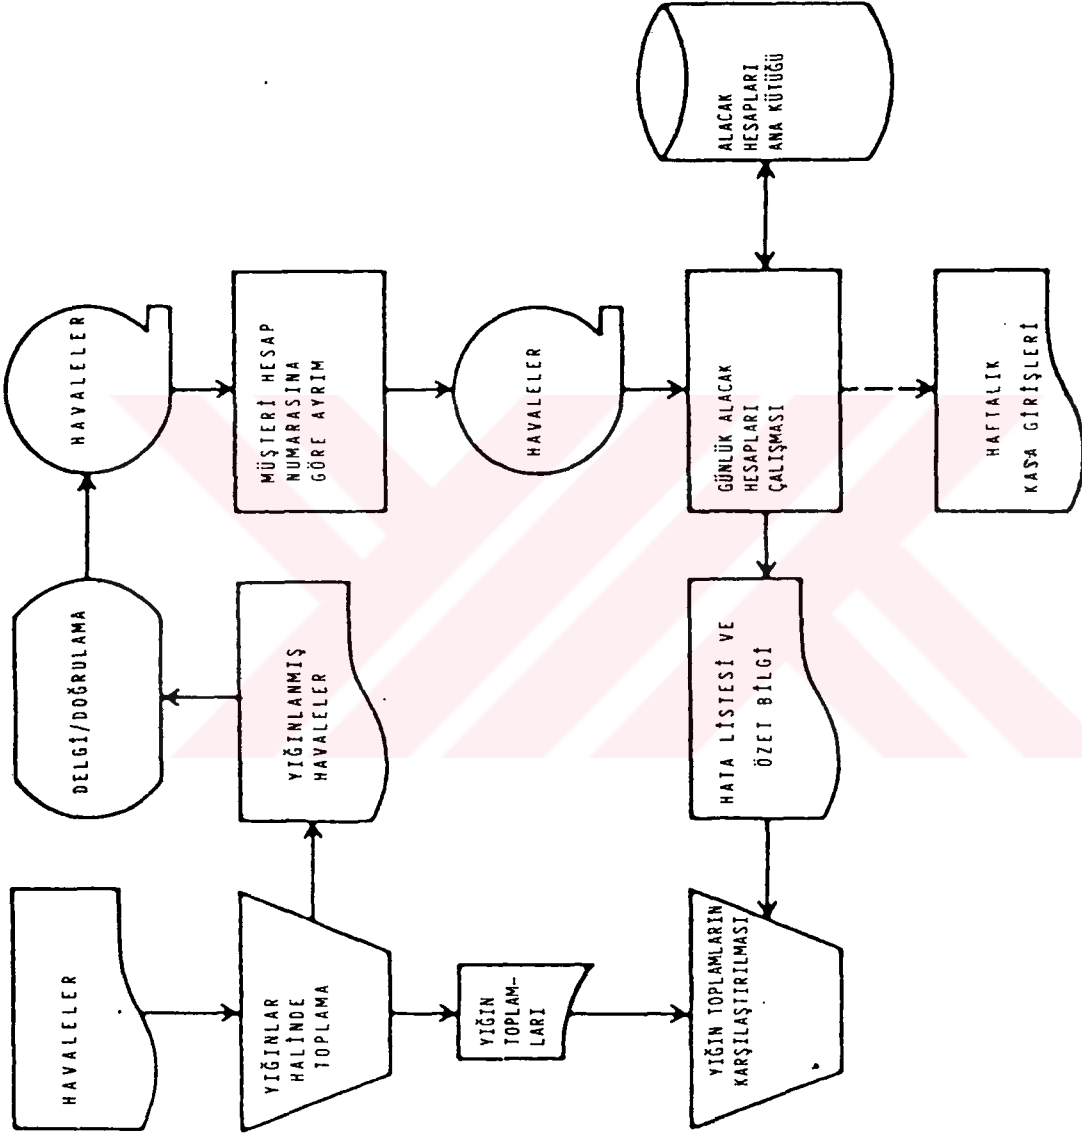 HAVALELER
YIĞINLAR
HALİNDE
TOPLAMA
YIĞIN
TOPLAM-
LARI
YIĞIN TOPLAMLARIN
KARŞILAŞTIRILMASI
DELGİ/DOĞRULAMA
YIĞINLANMIŞ
HAVALELER
HATA LİSTESİ VE
ÖZET BİLGİ
HAVALELER
MÜŞTERİ HESAP
NUMARASINA
GÖRE AYRIM
HAVALELER
GÜNLÜK ALACAK
HESAPLARI
ÇALIŞMASI
HAFTALIK
KASA GİRİŞLERİ
ALACAK
HESAPLARI
ANA KÜTÜĞÜ